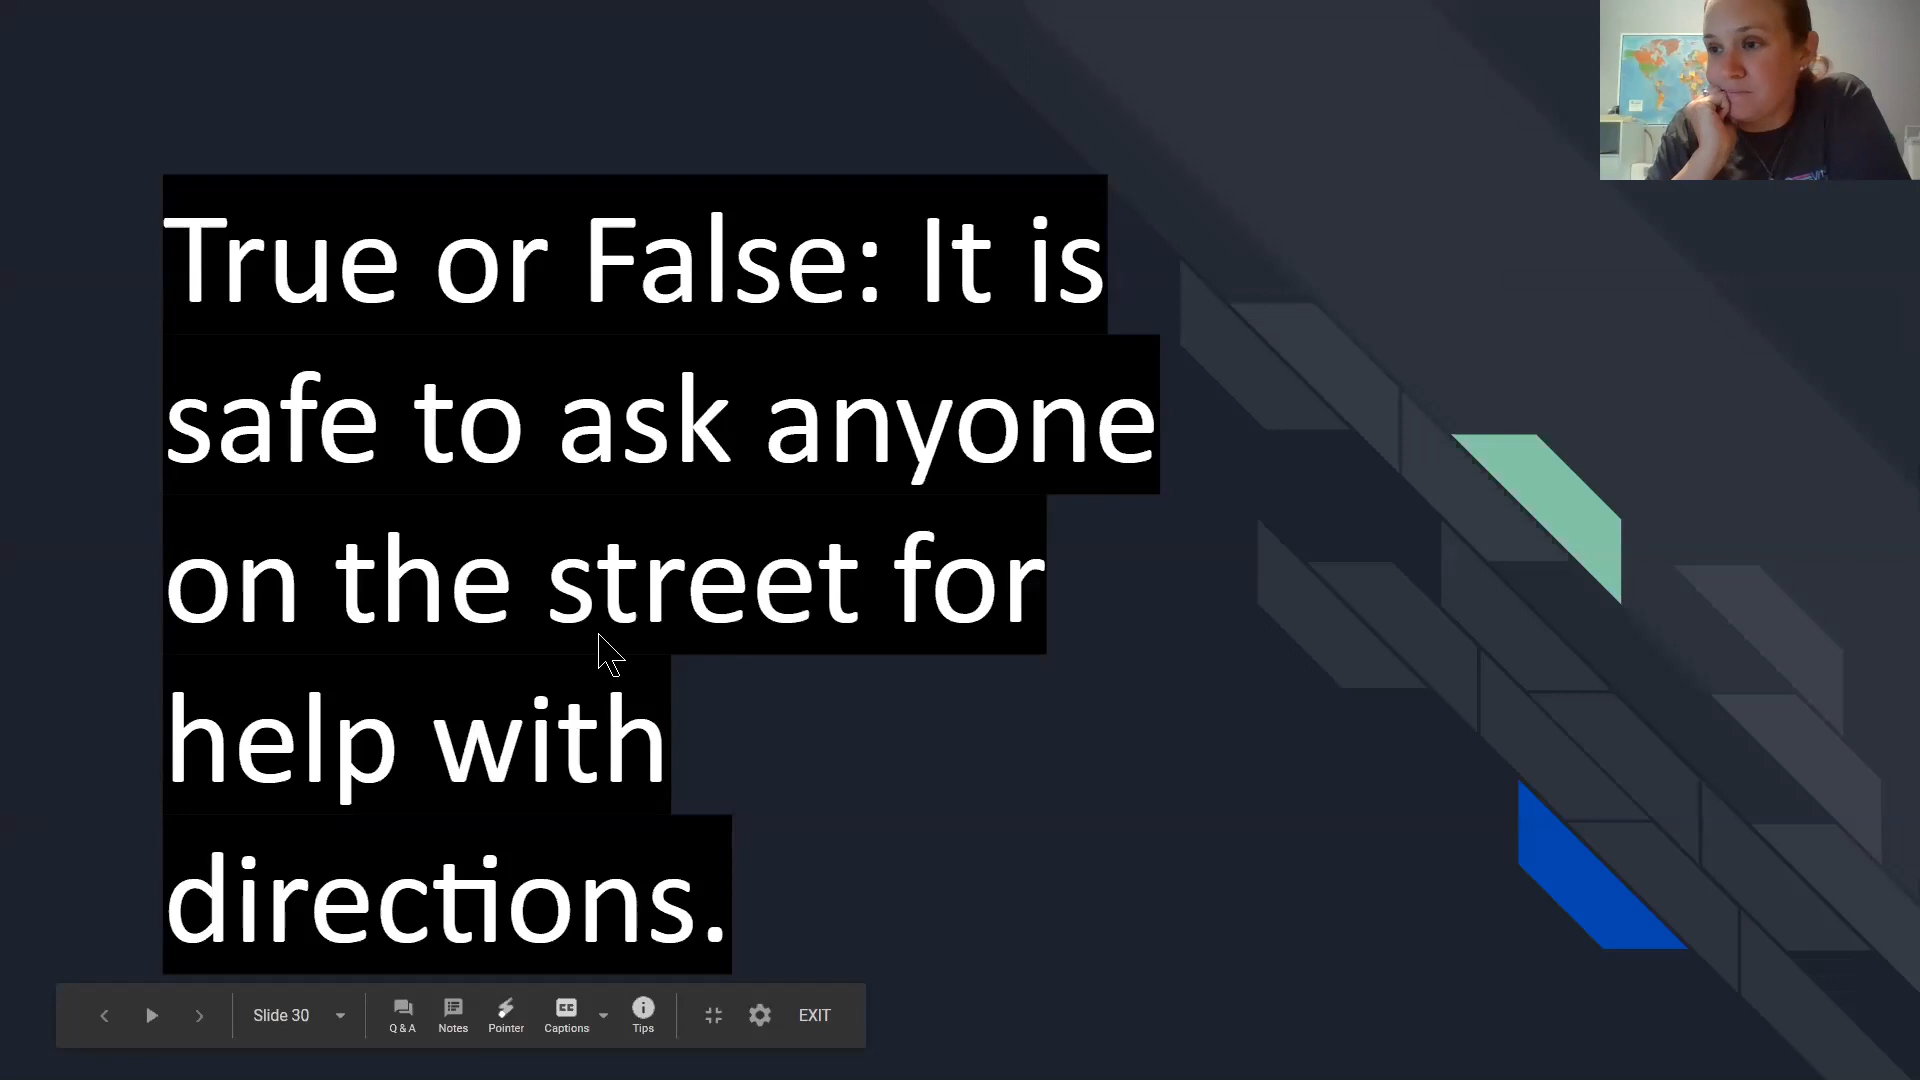 True or False: It is
safe to ask anyone
on the street for
help with
directions.
Slide 30
Q & A
Notes
Pointer
CC
Captions
Tips
EXIT